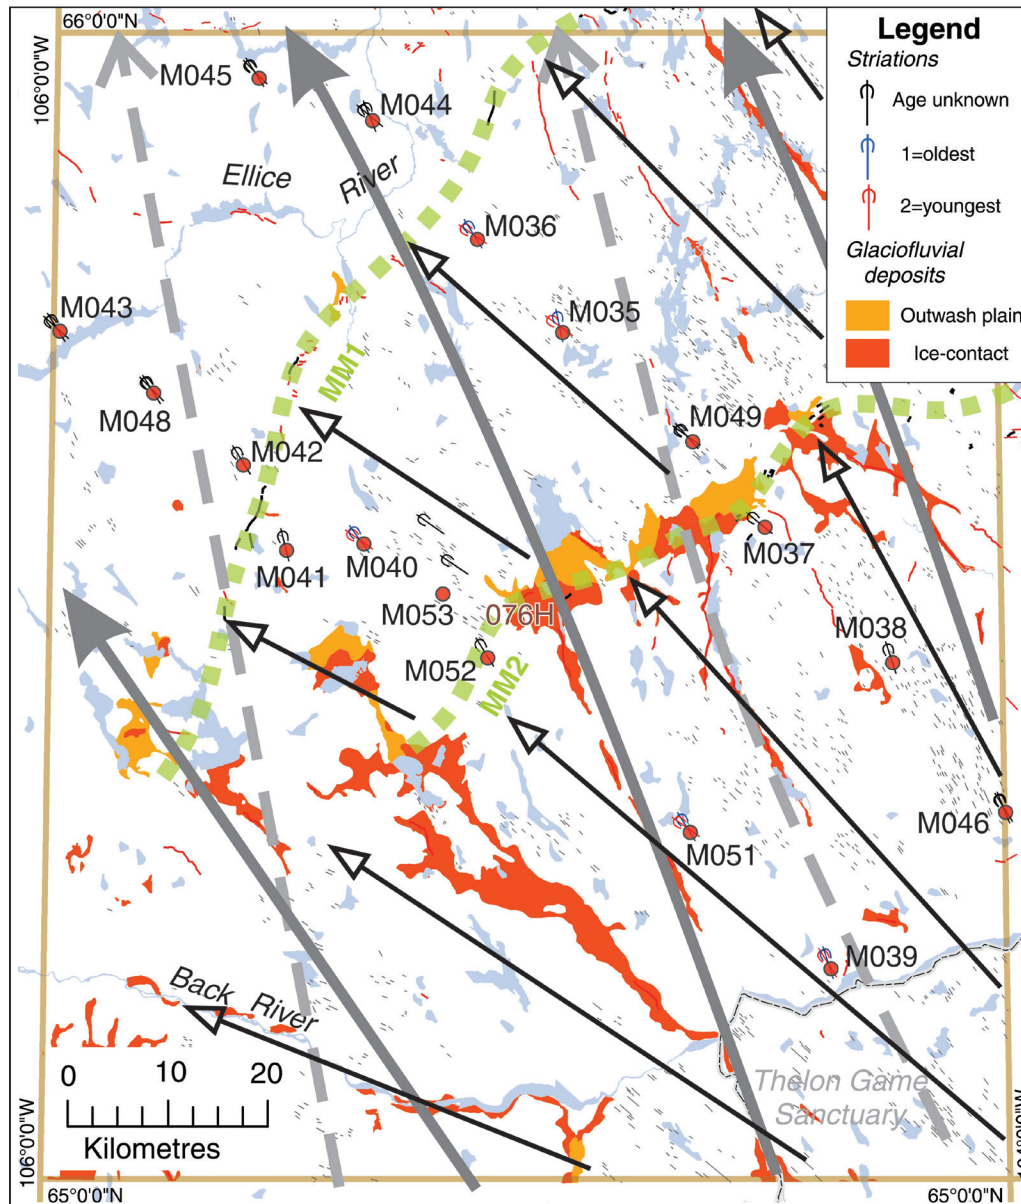 66°0'0"N
106°0'0"W
Legend
Striations
Age unknown
1=oldest
2=youngest
Glaciofluvial
deposits
Outwash plain
Ice-contact
M045
M044
Ellice River
M036
M043
M035
MM1
M048
M049
M042
M037
M041
M040
M053
076H
M038
M052
MM2
M046
M051
M039
Back River
0 10 20
Kilometres
Thelon Game
Sanctuary
106°0'0"W
65°0'0"N
65°0'0"N